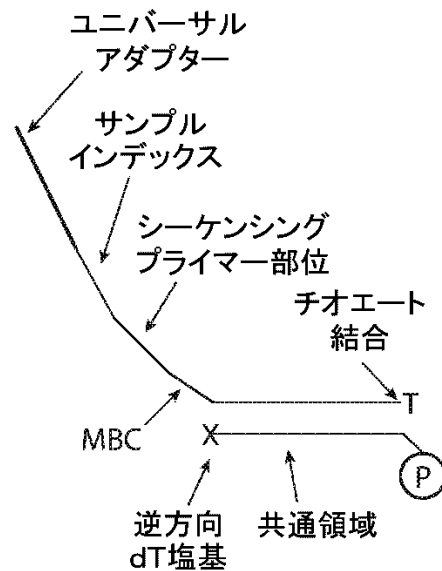 ユニバーサル
アダプター
サンプル
インデックス
シーケンシング
プライマー部位
チオエート
結合
T
MBC
X
P
逆方向
dT塩基
共通領域